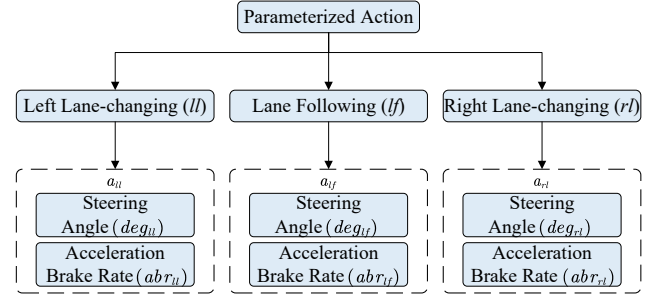 Parameterized Action
Left Lane-changing (ll)
Lane Following (lf)
Right Lane-changing (rl)
a_ll
Steering
Angle (deg_ll)
Acceleration
Brake Rate (abr_ll)
a_lf
Steering
Angle (deg_lf)
Acceleration
Brake Rate (abr_lf)
a_rl
Steering
Angle (deg_rl)
Acceleration
Brake Rate (abr_rl)